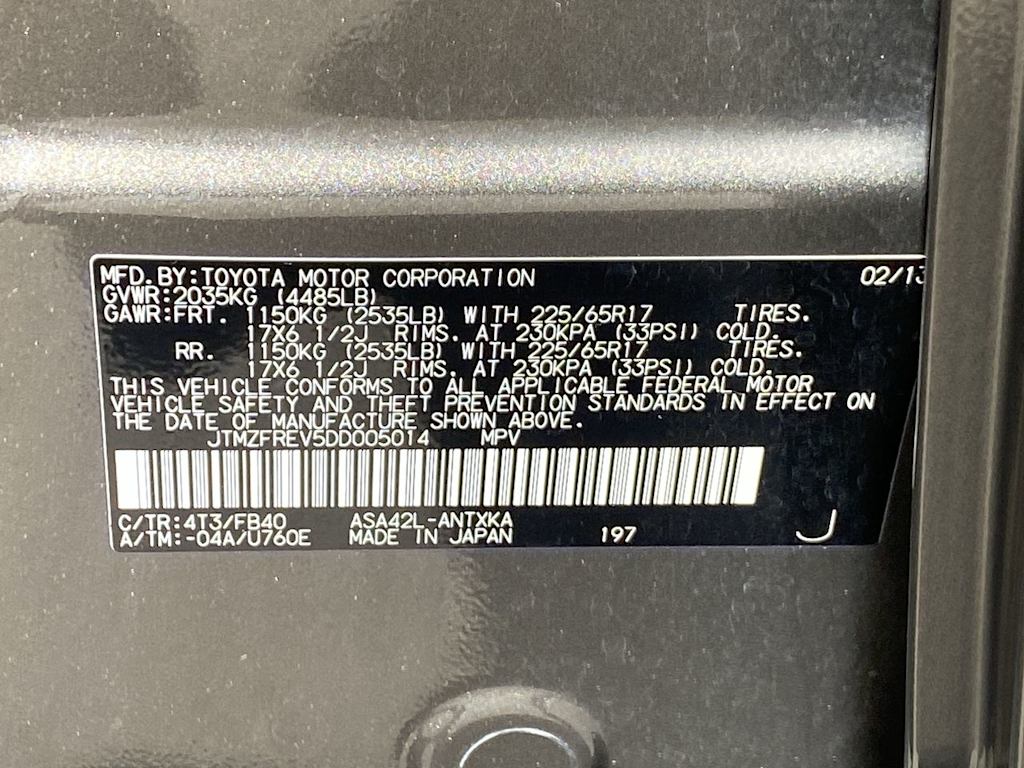 MFD.BY:TOYOTA MOTOR CORPORATION 02/13
GVWR:2035KG (4485LB)
GAWR:FRT. 1150KG (2535LB) WITH 225/65R17 TIRES.
17X6 1/2J RIMS. AT 230KPA (33PSI) COLD.
RR. 1150KG (2535LB) WITH 225/65R17 TIRES.
17X6 1/2J RIMS. AT 230KPA (33PSI) COLD.
THIS VEHICLE CONFORMS TO ALL APPLICABLE FEDERAL MOTOR
VEHICLE SAFETY AND THEFT PREVENTION STANDARDS IN EFFECT ON
THE DATE OF MANUFACTURE SHOWN ABOVE.
JTMZFREV5DD005014 MPV
C/TR:4T3/FB40 ASA42L-ANTXKA
A/TM:-04A/U760E MADE IN JAPAN 197 J